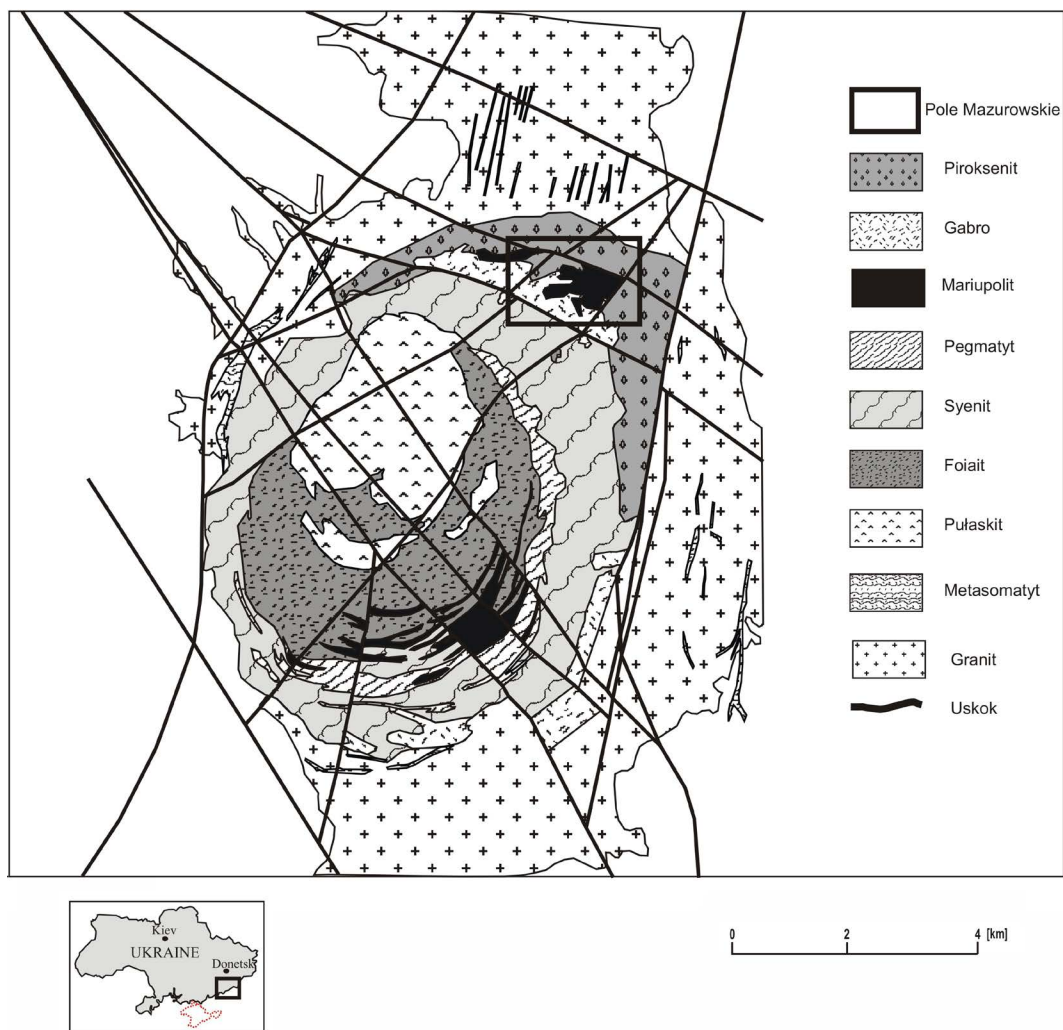 Pole Mazurowskie
Piroksenit
Gabro
Mariupolit
Pegmatyt
Syenit
Foiait
Pułaskit
Metasomatyt
Granit
Uskok
Kiev
UKRAINE
Donetsk
0 2 4 [km]